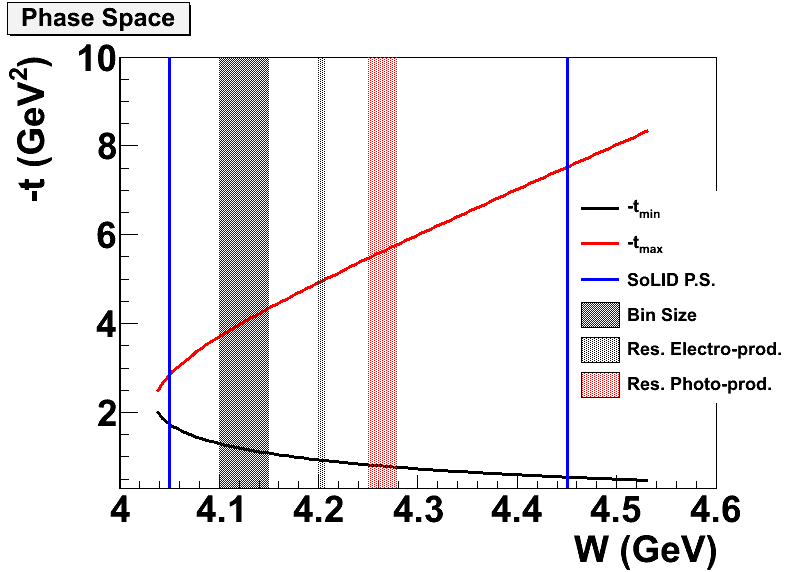 Phase Space
-t (GeV²)
10
8
6
4
2
4
4.1
4.2
4.3
4.4
4.5
4.6
W (GeV)
-tmin
-tmax
SoLID P.S.
Bin Size
Res. Electro-prod.
Res. Photo-prod.